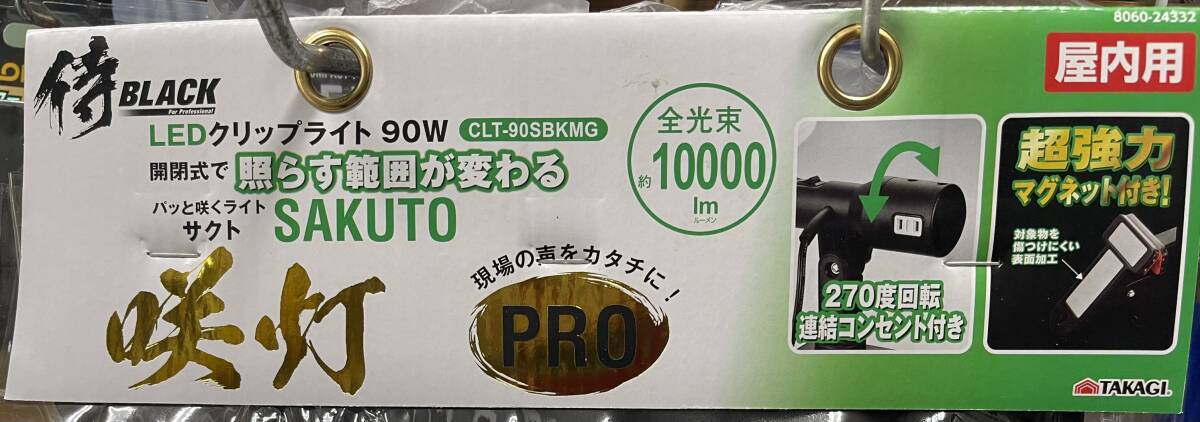 8060-24332
侍BLACK
For Professional
屋内用
LEDクリップライト 90W CLT-90SBKMG
開閉式で 照らす範囲が変わる
パッと咲くライト
サクト SAKUTO
咲灯
現場の声をカタチに!
PRO
全光束
約10000
lm
ルーメン
270度回転
連結コンセント付き
超強力
マグネット付き!
対象物を
傷つけにくい
表面加工
TAKAGI